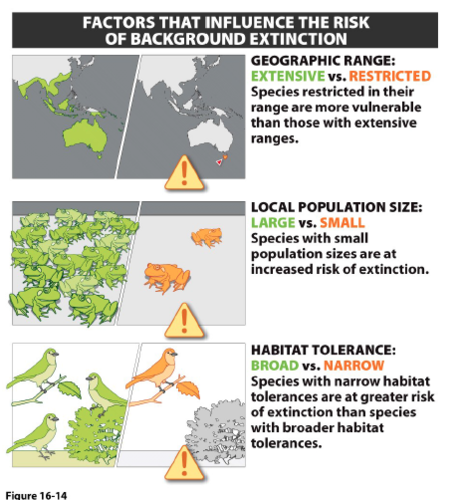 FACTORS THAT INFLUENCE THE RISK
OF BACKGROUND EXTINCTION
GEOGRAPHIC RANGE:
EXTENSIVE vs. RESTRICTED
Species restricted in their
range are more vulnerable
than those with extensive
ranges.
LOCAL POPULATION SIZE:
LARGE vs. SMALL
Species with small
population sizes are at
increased risk of extinction.
HABITAT TOLERANCE:
BROAD vs. NARROW
Species with narrow habitat
tolerances are at greater risk
of extinction than species
with broader habitat
tolerances.
Figure 16-14